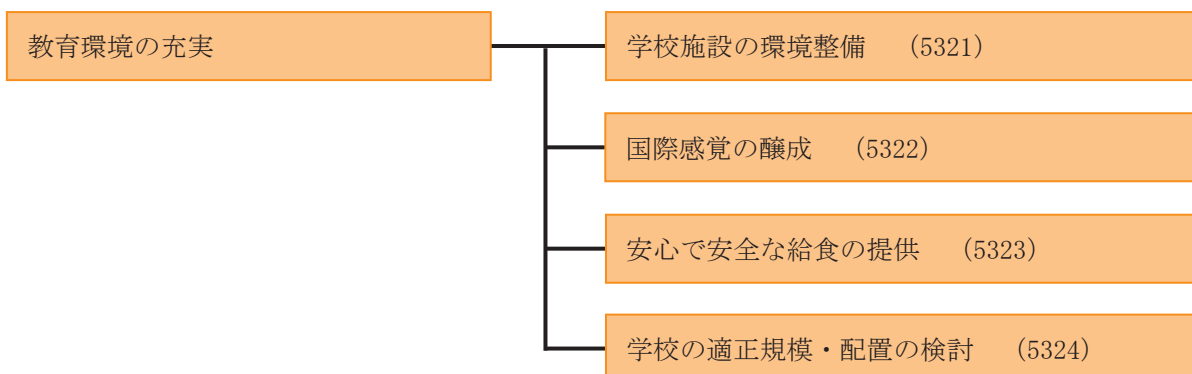 教育環境の充実
学校施設の環境整備　（5321）
国際感覚の醸成　（5322）
安心で安全な給食の提供　（5323）
学校の適正規模・配置の検討　（5324）